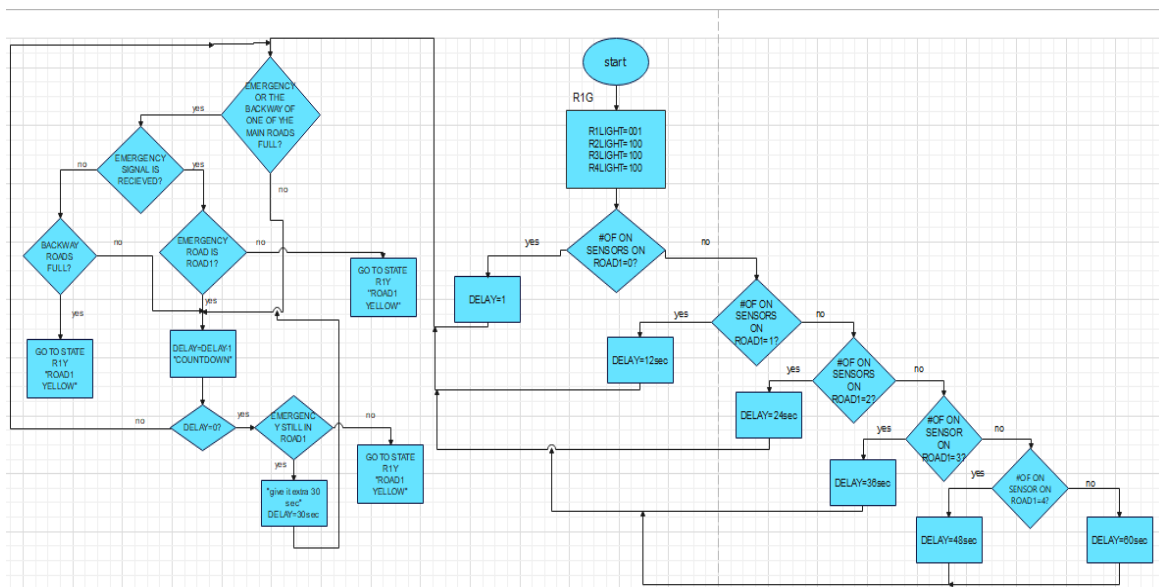 start
R1G
R1LIGHT=001
R2LIGHT=100
R3LIGHT=100
R4LIGHT=100
#OF ON
SENSORS ON
ROAD1=0?
yes
no
DELAY=1
#OF ON
SENSORS
ON
ROAD1=1?
yes
no
DELAY=12sec
#OF ON
SENSORS
ON
ROAD1=2?
yes
no
DELAY=24sec
#OF ON
SENSOR
ON
ROAD1=3?
yes
no
DELAY=36sec
#OF ON
SENSOR ON
ROAD1=4?
yes
no
DELAY=48sec
DELAY=60sec
EMERGENCY
OR THE
BACKWAY OF
ONE OF YHE
MAIN ROADS
FULL?
yes
no
EMERGENCY
SIGNAL IS
RECIEVED?
no
yes
BACKWAY
ROADS
FULL?
no
yes
GO TO STATE
R1Y
"ROAD1
YELLOW"
EMERGENCY
ROAD IS
ROAD1?
no
yes
GO TO STATE
R1Y
"ROAD1
YELLOW"
DELAY=DELAY-1
"COUNTDOWN"
DELAY=0?
no
yes
EMERGENC
Y STILL IN
ROAD1
no
yes
GO TO STATE
R1Y
"ROAD1
YELLOW"
"give it extra 30
sec"
DELAY=30sec